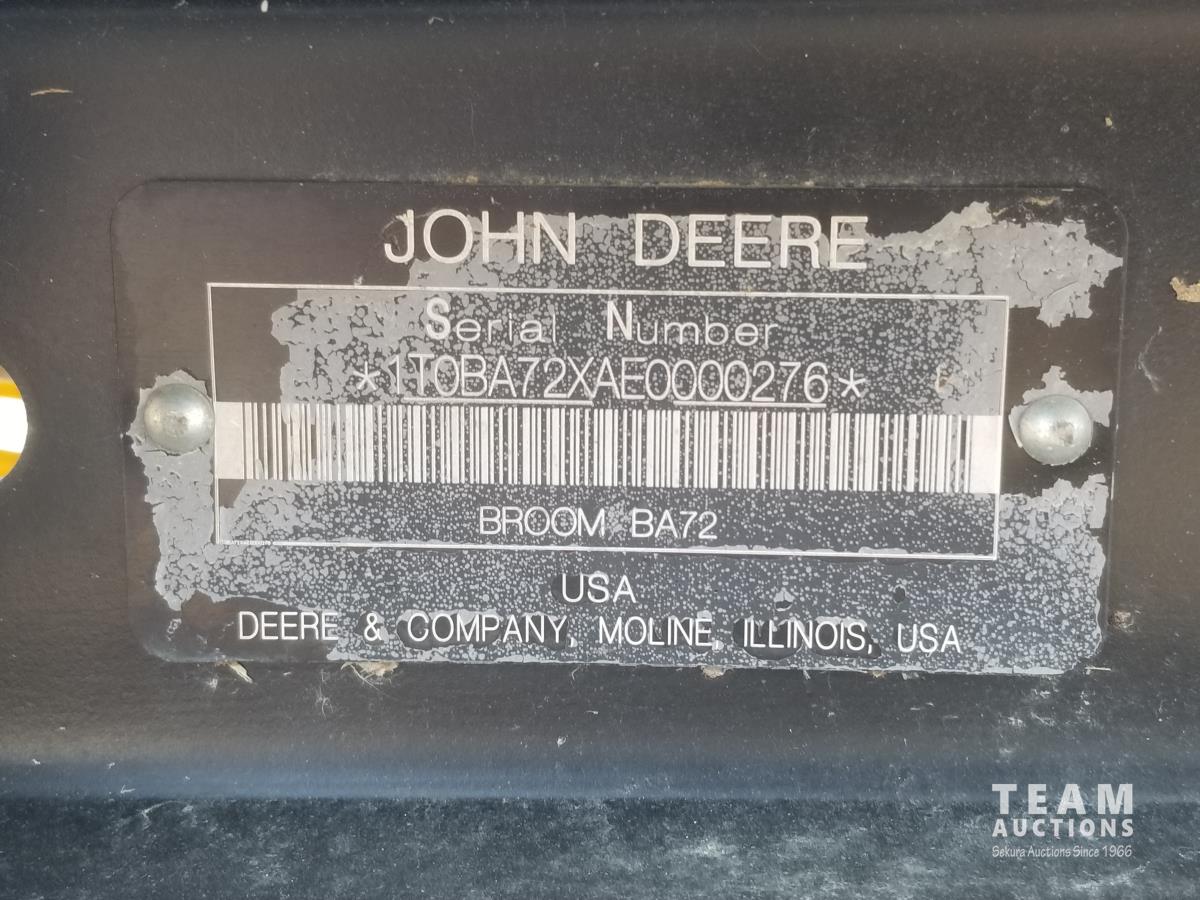 JOHN DEERE
Serial Number
*1T0BA72XAE0000276*
BROOM BA72
USA
DEERE & COMPANY, MOLINE, ILLINOIS, USA
TEAM
AUCTIONS
Sekura Auctions Since 1966